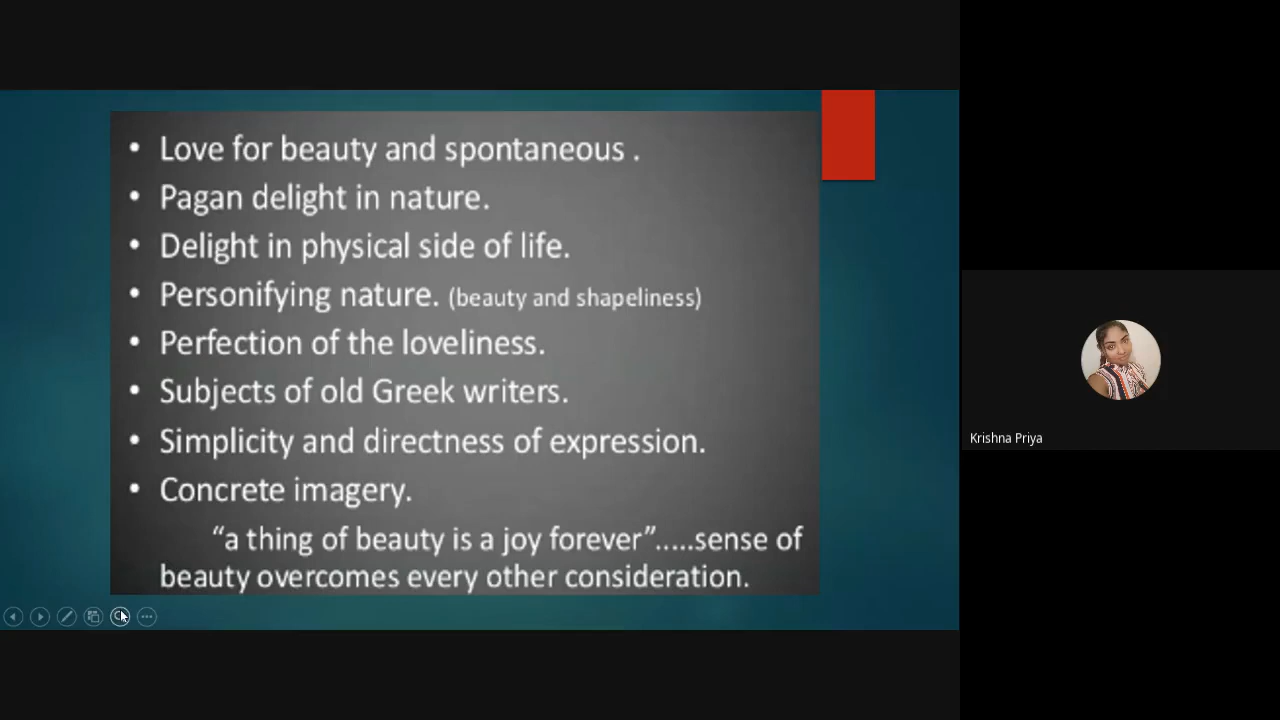 • Love for beauty and spontaneous .
• Pagan delight in nature.
• Delight in physical side of life.
• Personifying nature. (beauty and shapeliness)
• Perfection of the loveliness.
• Subjects of old Greek writers.
• Simplicity and directness of expression.
• Concrete imagery.
“a thing of beauty is a joy forever”.....sense of
beauty overcomes every other consideration.
Krishna Priya